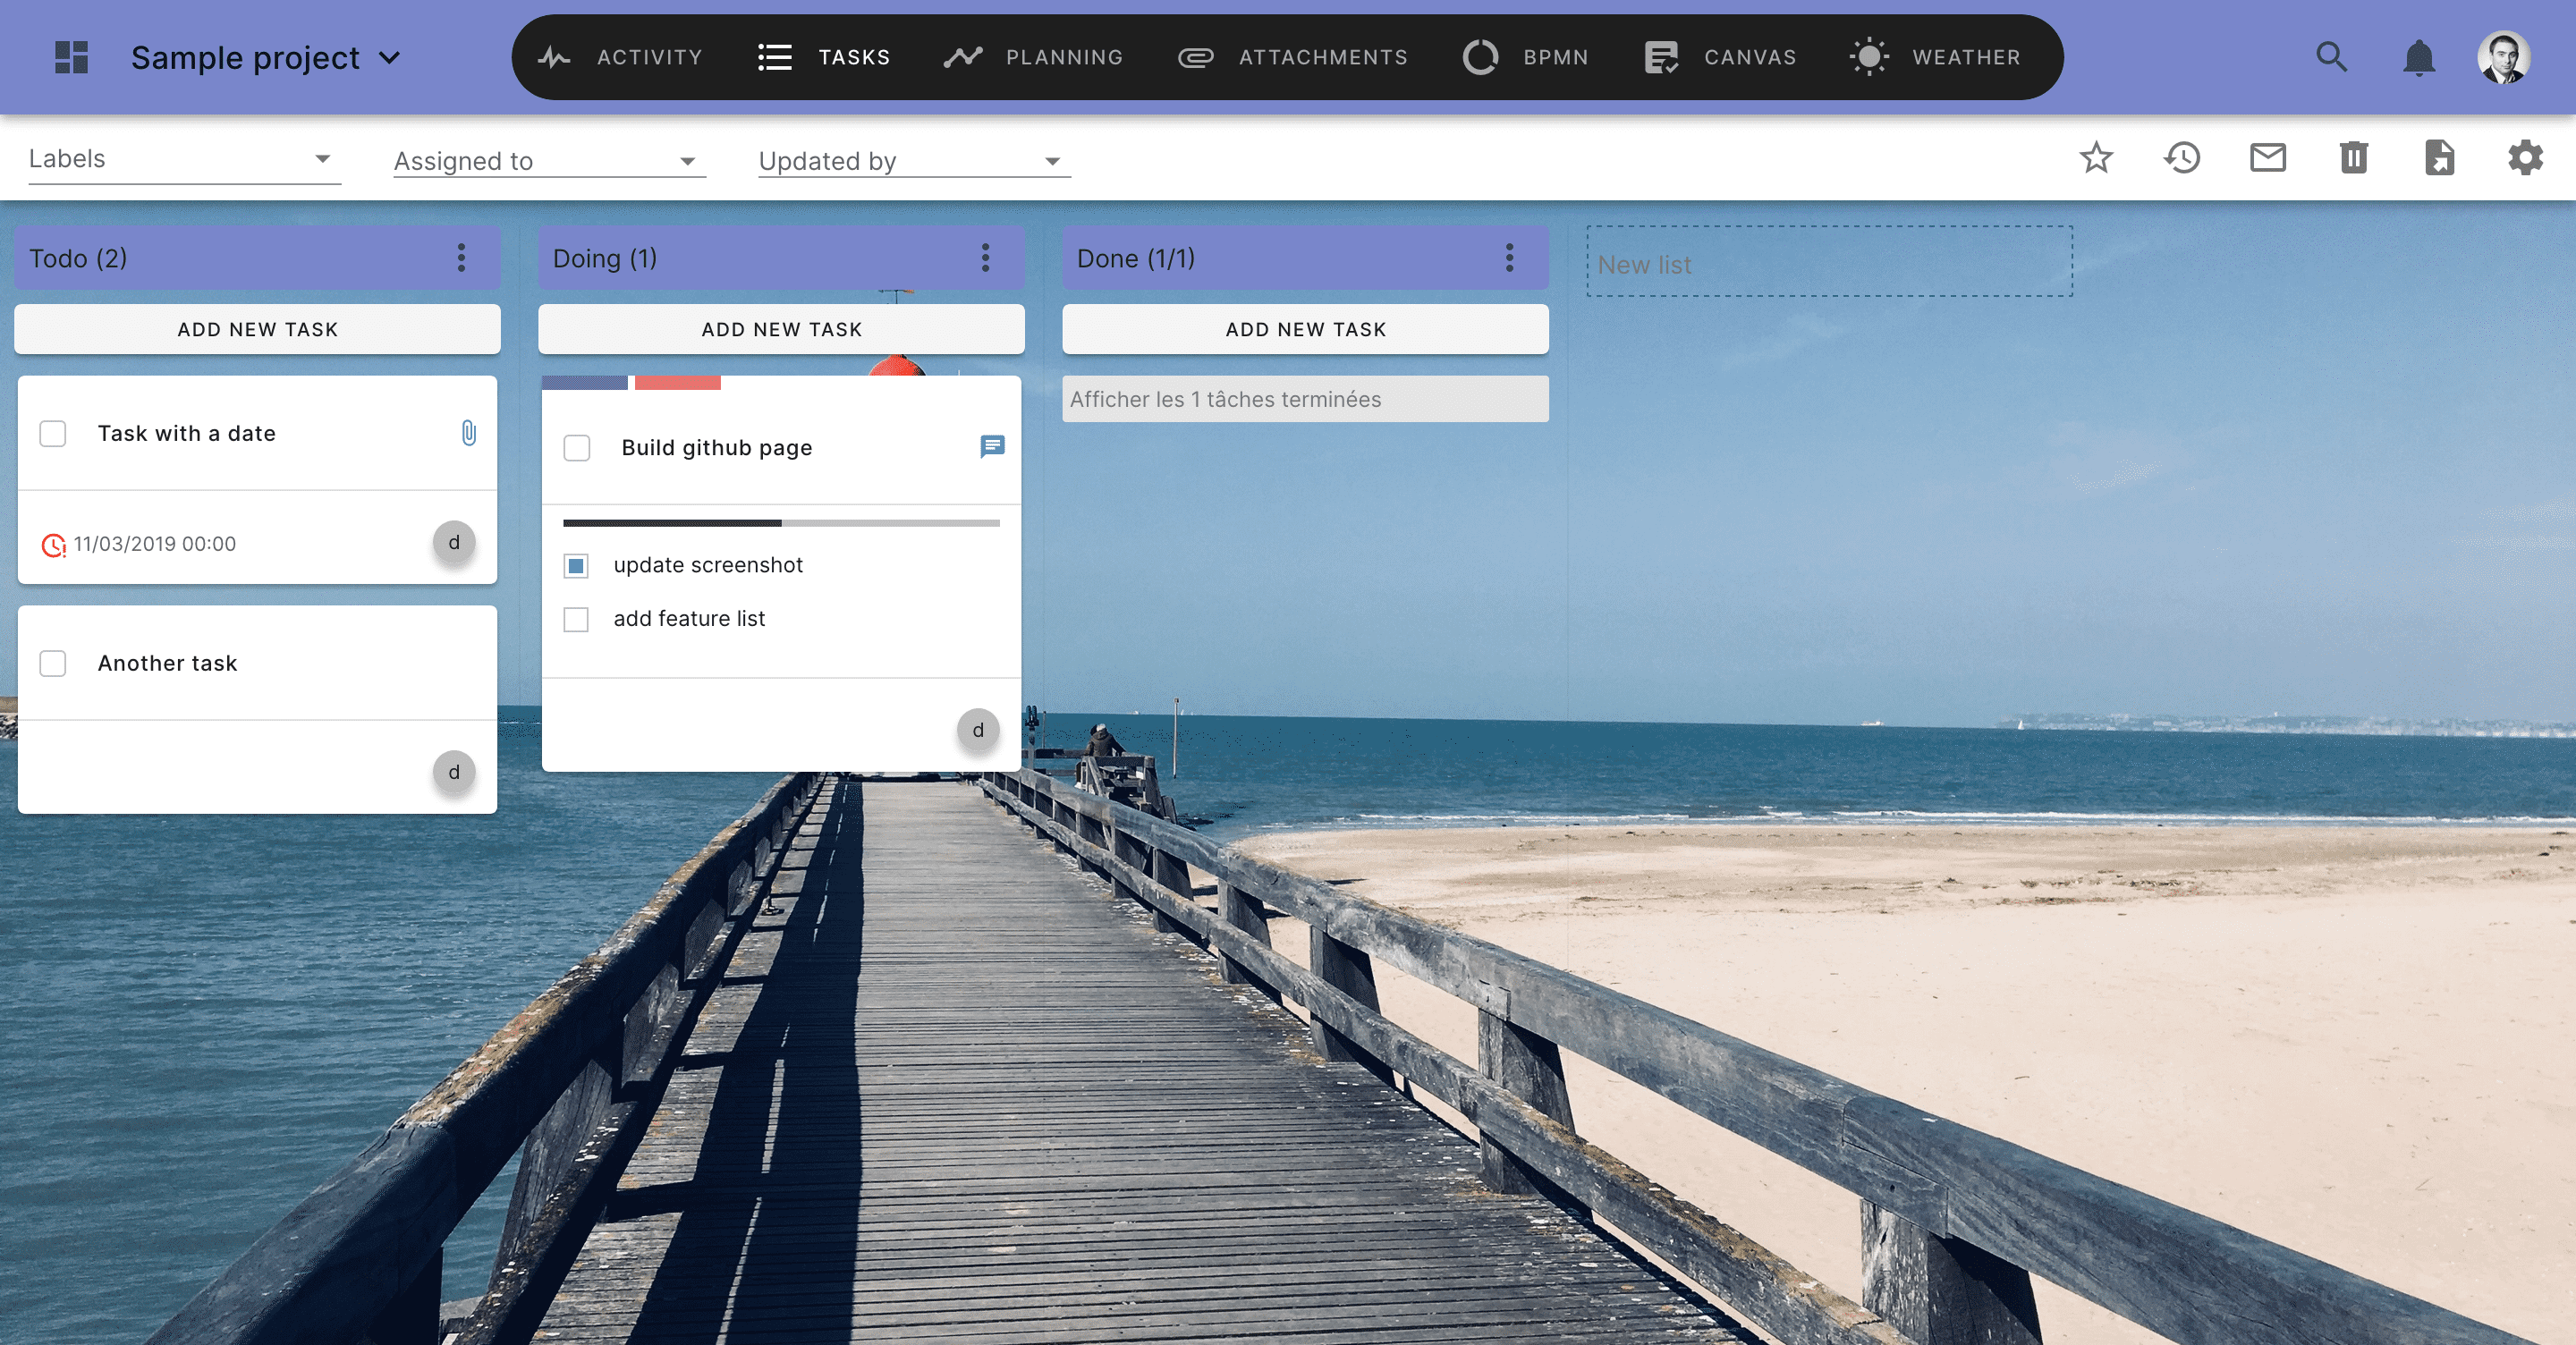 Sample project
ACTIVITY
TASKS
PLANNING
ATTACHMENTS
BPMN
CANVAS
WEATHER
Labels
Assigned to
Updated by
Todo (2)
ADD NEW TASK
Task with a date
11/03/2019 00:00
d
Another task
d
Doing (1)
ADD NEW TASK
Build github page
update screenshot
add feature list
d
Done (1/1)
ADD NEW TASK
Afficher les 1 tâches terminées
New list